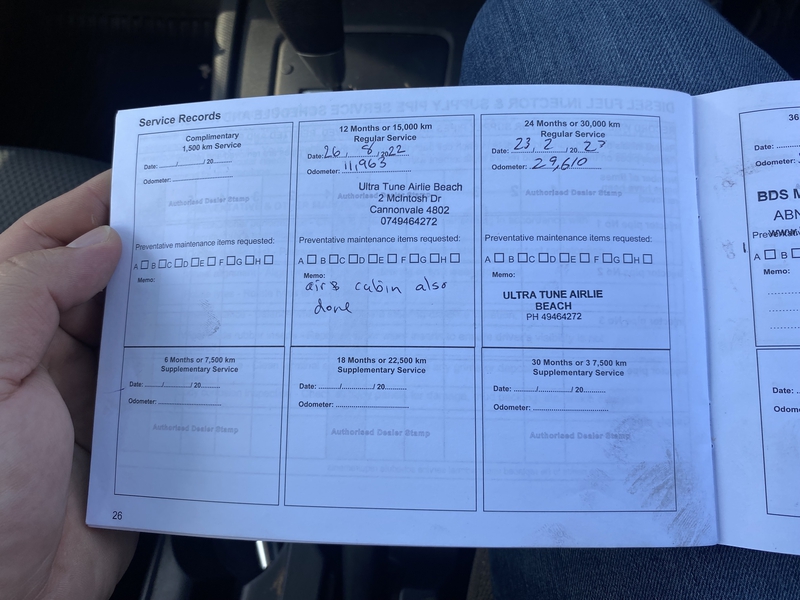 Service Records
Complimentary
1,500 km Service
Date: ....../....../ 20......
Odometer: ....................
Authorised Dealer Stamp
Preventative maintenance items requested:
A □ B □ C □ D □ E □ F □ G □ H □
Memo:
12 Months or 15,000 km
Regular Service
Date: 26 / 8 / 2022
Odometer: 11,963
Authorised Dealer Stamp
Ultra Tune Airlie Beach
2 McIntosh Dr
Cannonvale 4802
0749464272
Preventative maintenance items requested:
A □ B □ C □ D □ E □ F □ G □ H □
Memo:
air & cabin also
done
24 Months or 30,000 km
Regular Service
Date: 23 / 2 / 20
Odometer: 29,610
Authorised Dealer Stamp
Preventative maintenance items requested:
A □ B □ C □ D □ E □ F □ G □ H □
Memo:
ULTRA TUNE AIRLIE
BEACH
PH 49464272
6 Months or 7,500 km
Supplementary Service
Date: ....../....../ 20......
Odometer: ....................
Authorised Dealer Stamp
18 Months or 22,500 km
Supplementary Service
Date: ....../....../ 20......
Odometer: ....................
Authorised Dealer Stamp
30 Months or 3 7,500 km
Supplementary Service
Date: ....../....../ 20......
Odometer: ....................
Authorised Dealer Stamp
26
36
Date:
Odometer:
BDS
ABN
A □ B □
Memo:
Date: